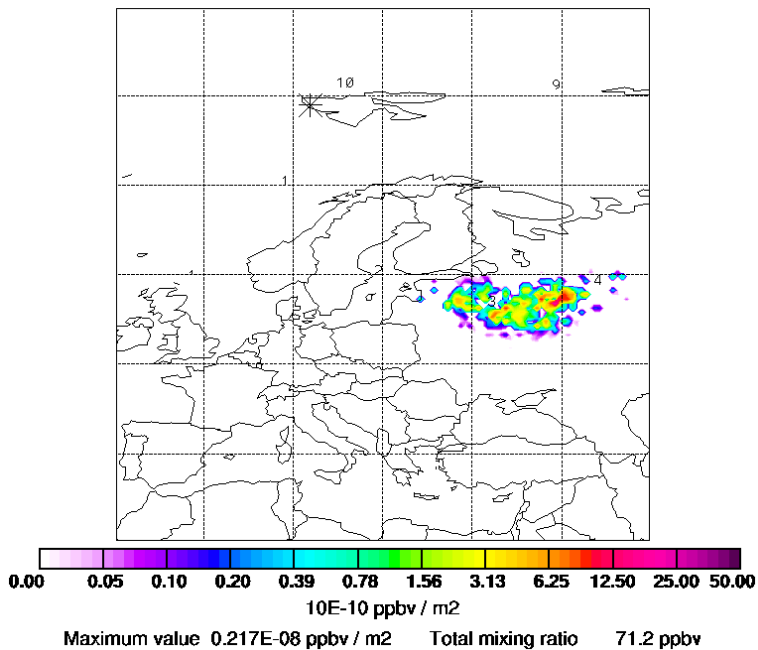 10 9
1
4
3
0.00 0.05 0.10 0.20 0.39 0.78 1.56 3.13 6.25 12.50 25.00 50.00
10E-10 ppbv / m2
Maximum value 0.217E-08 ppbv / m2 Total mixing ratio 71.2 ppbv